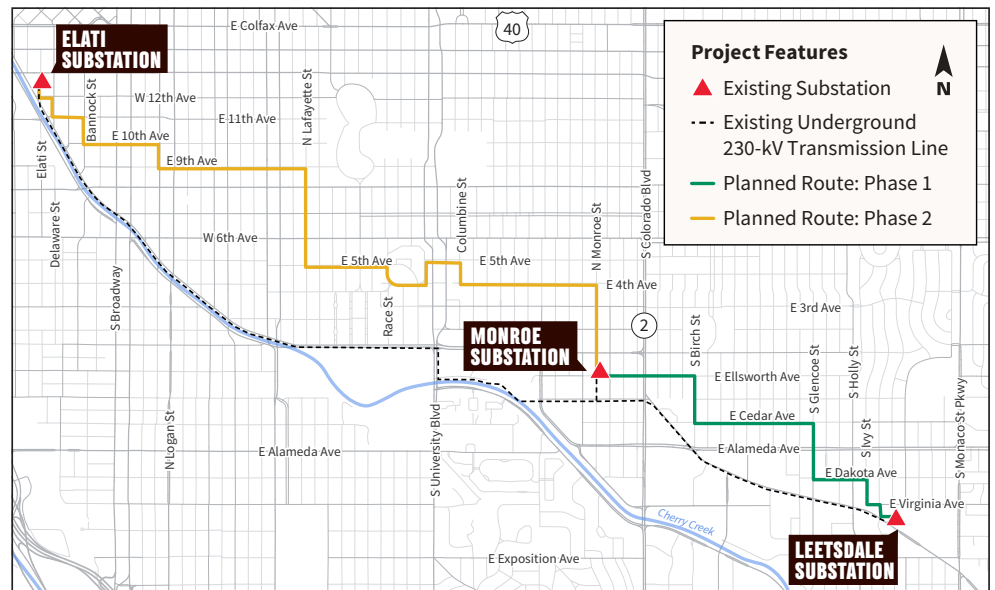 ELATI
SUBSTATION
E Colfax Ave
40
Project Features
N
Existing Substation
Existing Underground
230-kV Transmission Line
Planned Route: Phase 1
Planned Route: Phase 2
Bannock St
W 12th Ave
E 11th Ave
N Lafayette St
E 10th Ave
E 9th Ave
Elati St
Delaware St
W 6th Ave
Columbine St
N Monroe St
S Colorado Blvd
E 5th Ave
E 5th Ave
E 4th Ave
S Broadway
Race St
E 3rd Ave
2
MONROE
SUBSTATION
S Birch St
S Glencoe St
S Holly St
E Ellsworth Ave
S Monaco St Pkwy
N Logan St
S University Blvd
E Cedar Ave
S Ivy St
E Alameda Ave
E Alameda Ave
E Dakota Ave
E Virginia Ave
Cherry Creek
LEETSDALE
SUBSTATION
E Exposition Ave